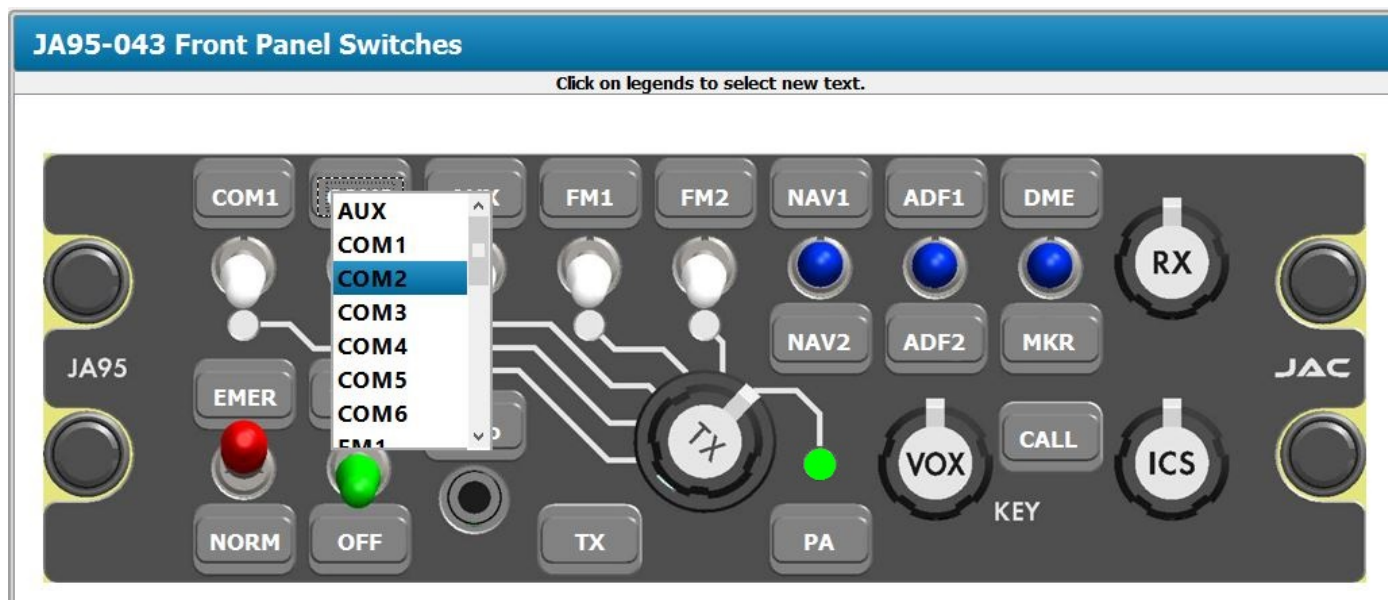 JA95-043 Front Panel Switches
Click on legends to select new text.
COM1
FM1
FM2
NAV1
ADF1
DME
AUX
COM1
COM2
COM3
COM4
COM5
COM6
FM1
RX
NAV2
ADF2
MKR
JA95
JAC
EMER
TX
VOX
CALL
ICS
KEY
NORM
OFF
TX
PA